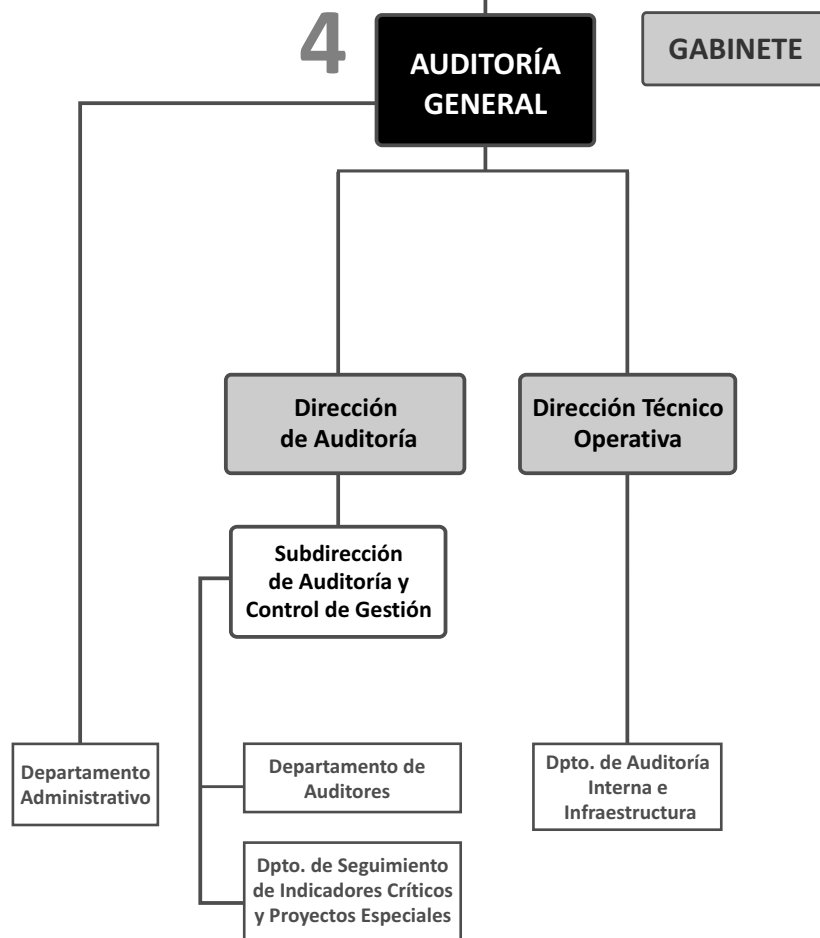 4
AUDITORÍA
GENERAL
GABINETE
Dirección
de Auditoría
Dirección Técnico
Operativa
Subdirección
de Auditoría y
Control de Gestión
Departamento
Administrativo
Departamento de
Auditores
Dpto. de Auditoría
Interna e
Infraestructura
Dpto. de Seguimiento
de Indicadores Críticos
y Proyectos Especiales